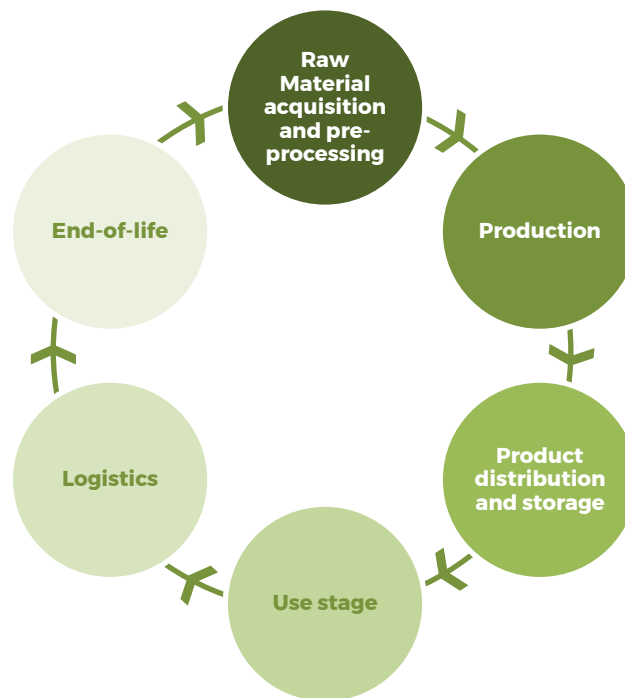 Raw
Material
acquisition
and pre-
processing
Production
Product
distribution
and storage
Use stage
Logistics
End-of-life